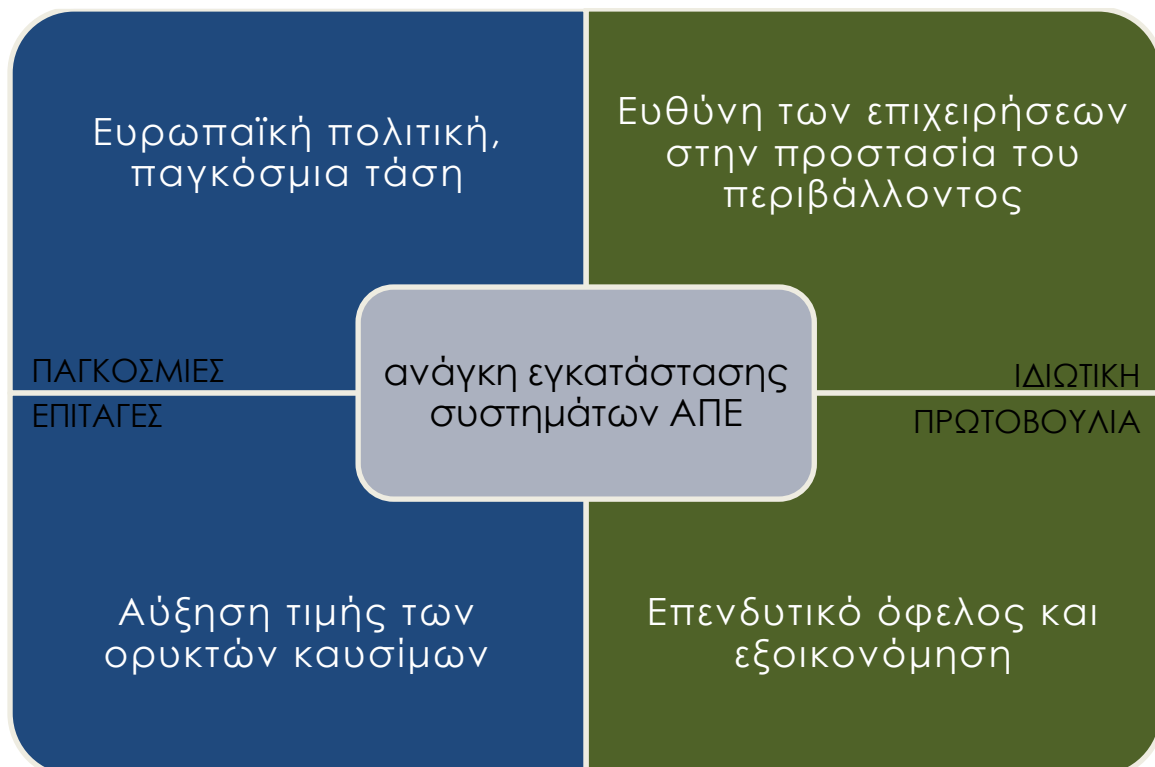 Ευρωπαϊκή πολιτική,
παγκόσμια τάση
Ευθύνη των επιχειρήσεων
στην προστασία του
περιβάλλοντος
ΠΑΓΚΟΣΜΙΕΣ
ΕΠΙΤΑΓΕΣ
ανάγκη εγκατάστασης
συστημάτων ΑΠΕ
ΙΔΙΩΤΙΚΗ
ΠΡΩΤΟΒΟΥΛΙΑ
Αύξηση τιμής των
ορυκτών καυσίμων
Επενδυτικό όφελος και
εξοικονόμηση